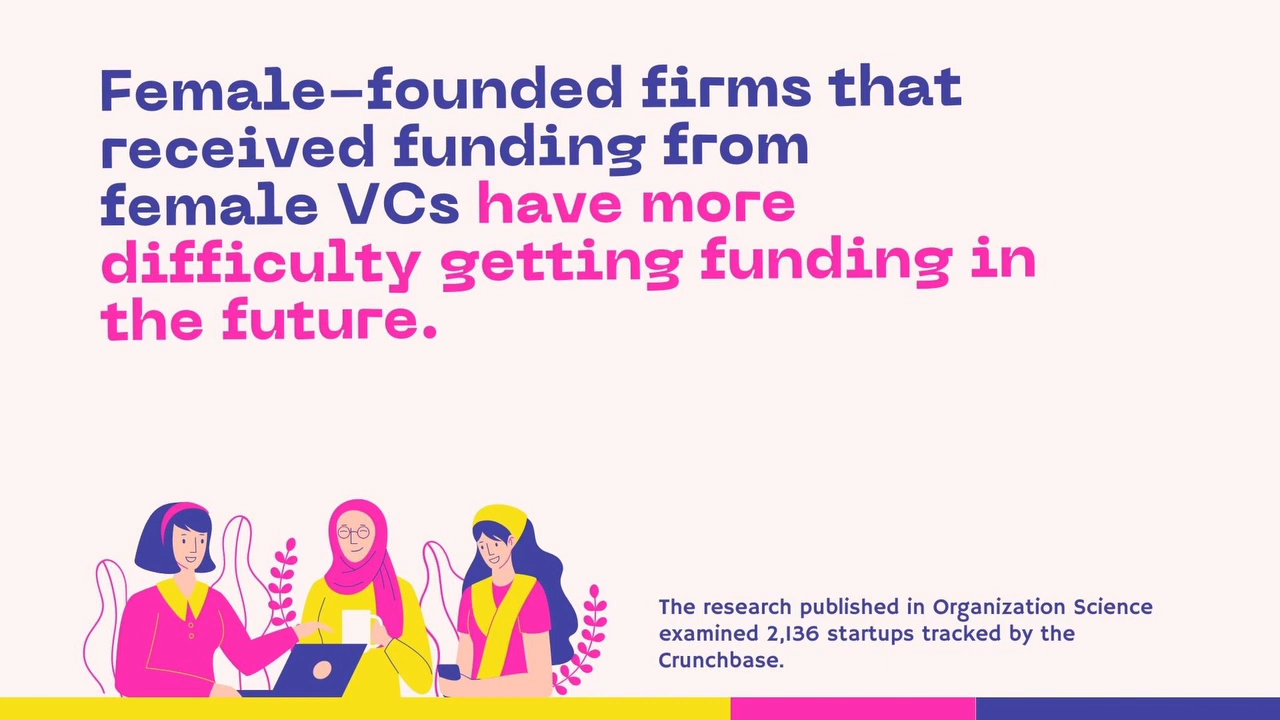 Female-founded firms that
received funding from
female VCs have more
difficulty getting funding in
the future.
The research published in Organization Science
examined 2,136 startups tracked by the
Crunchbase.